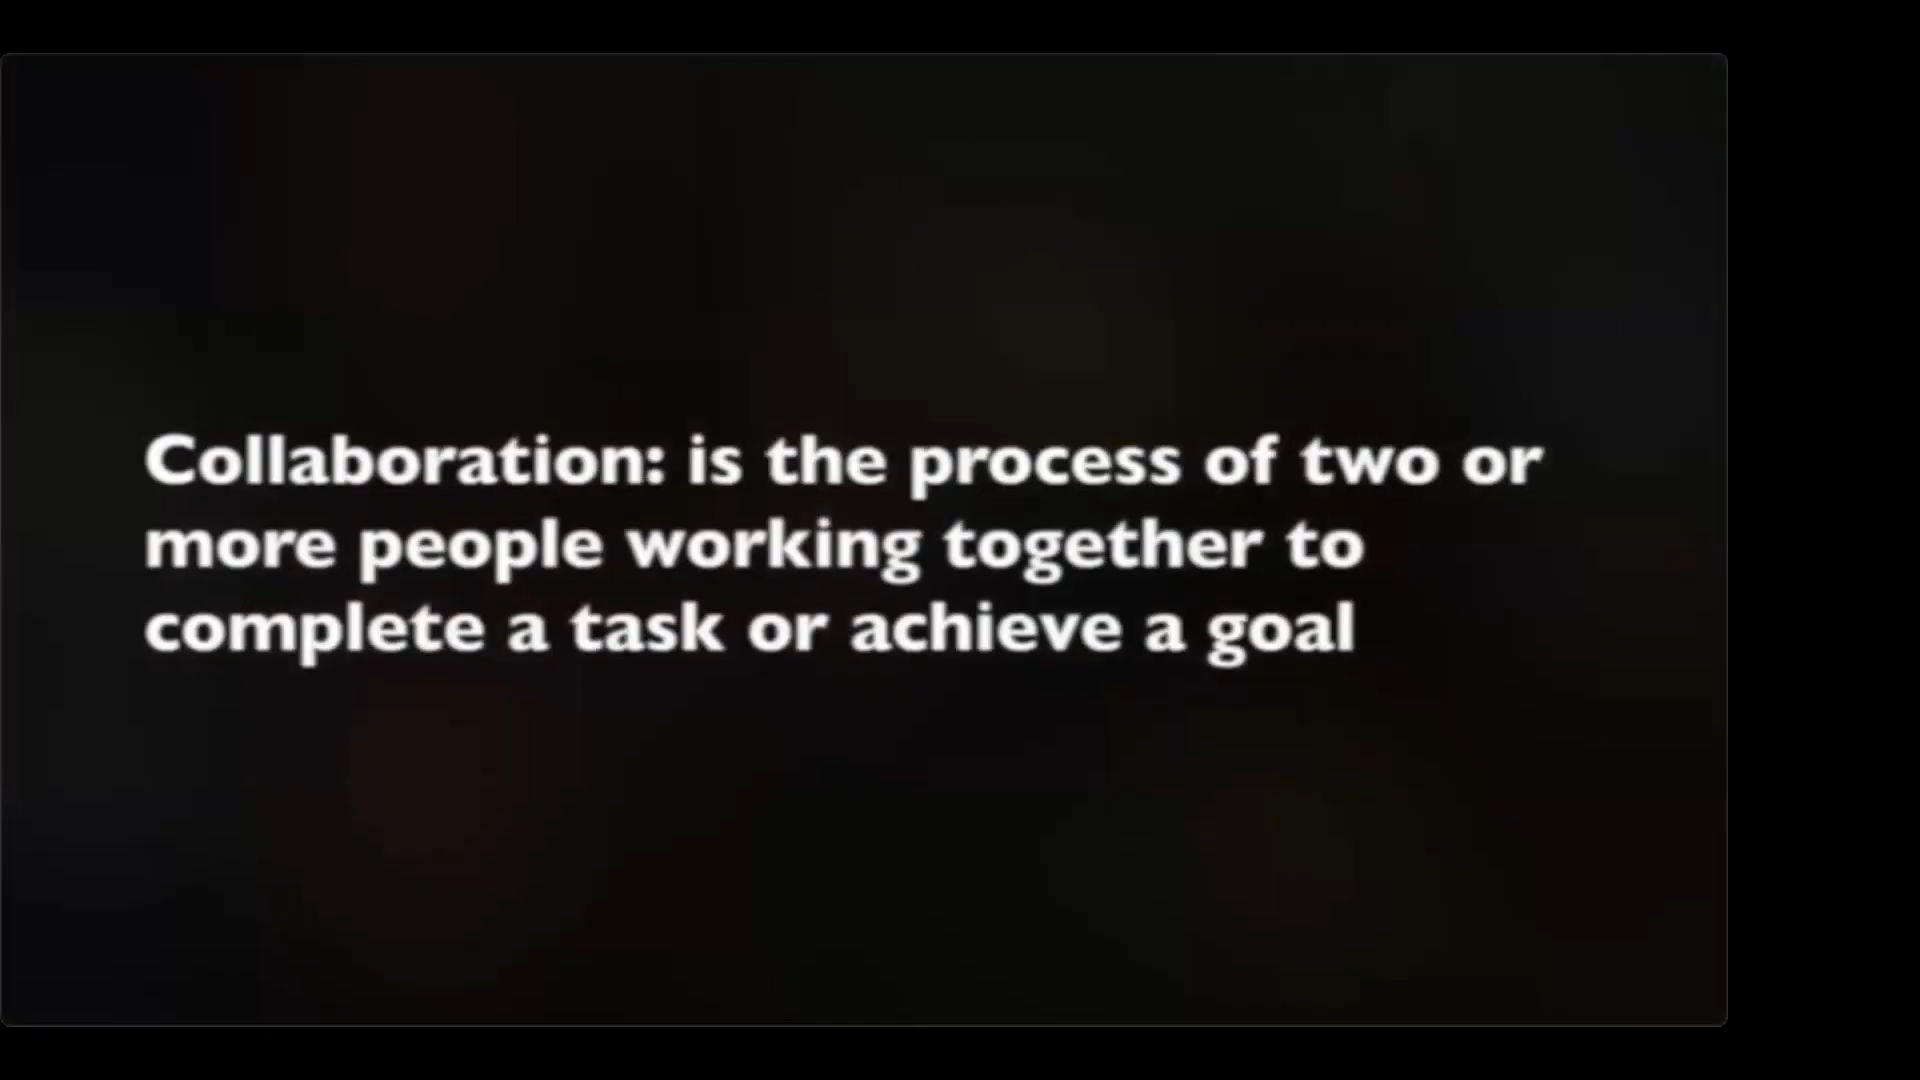 Collaboration: is the process of two or
more people working together to
complete a task or achieve a goal